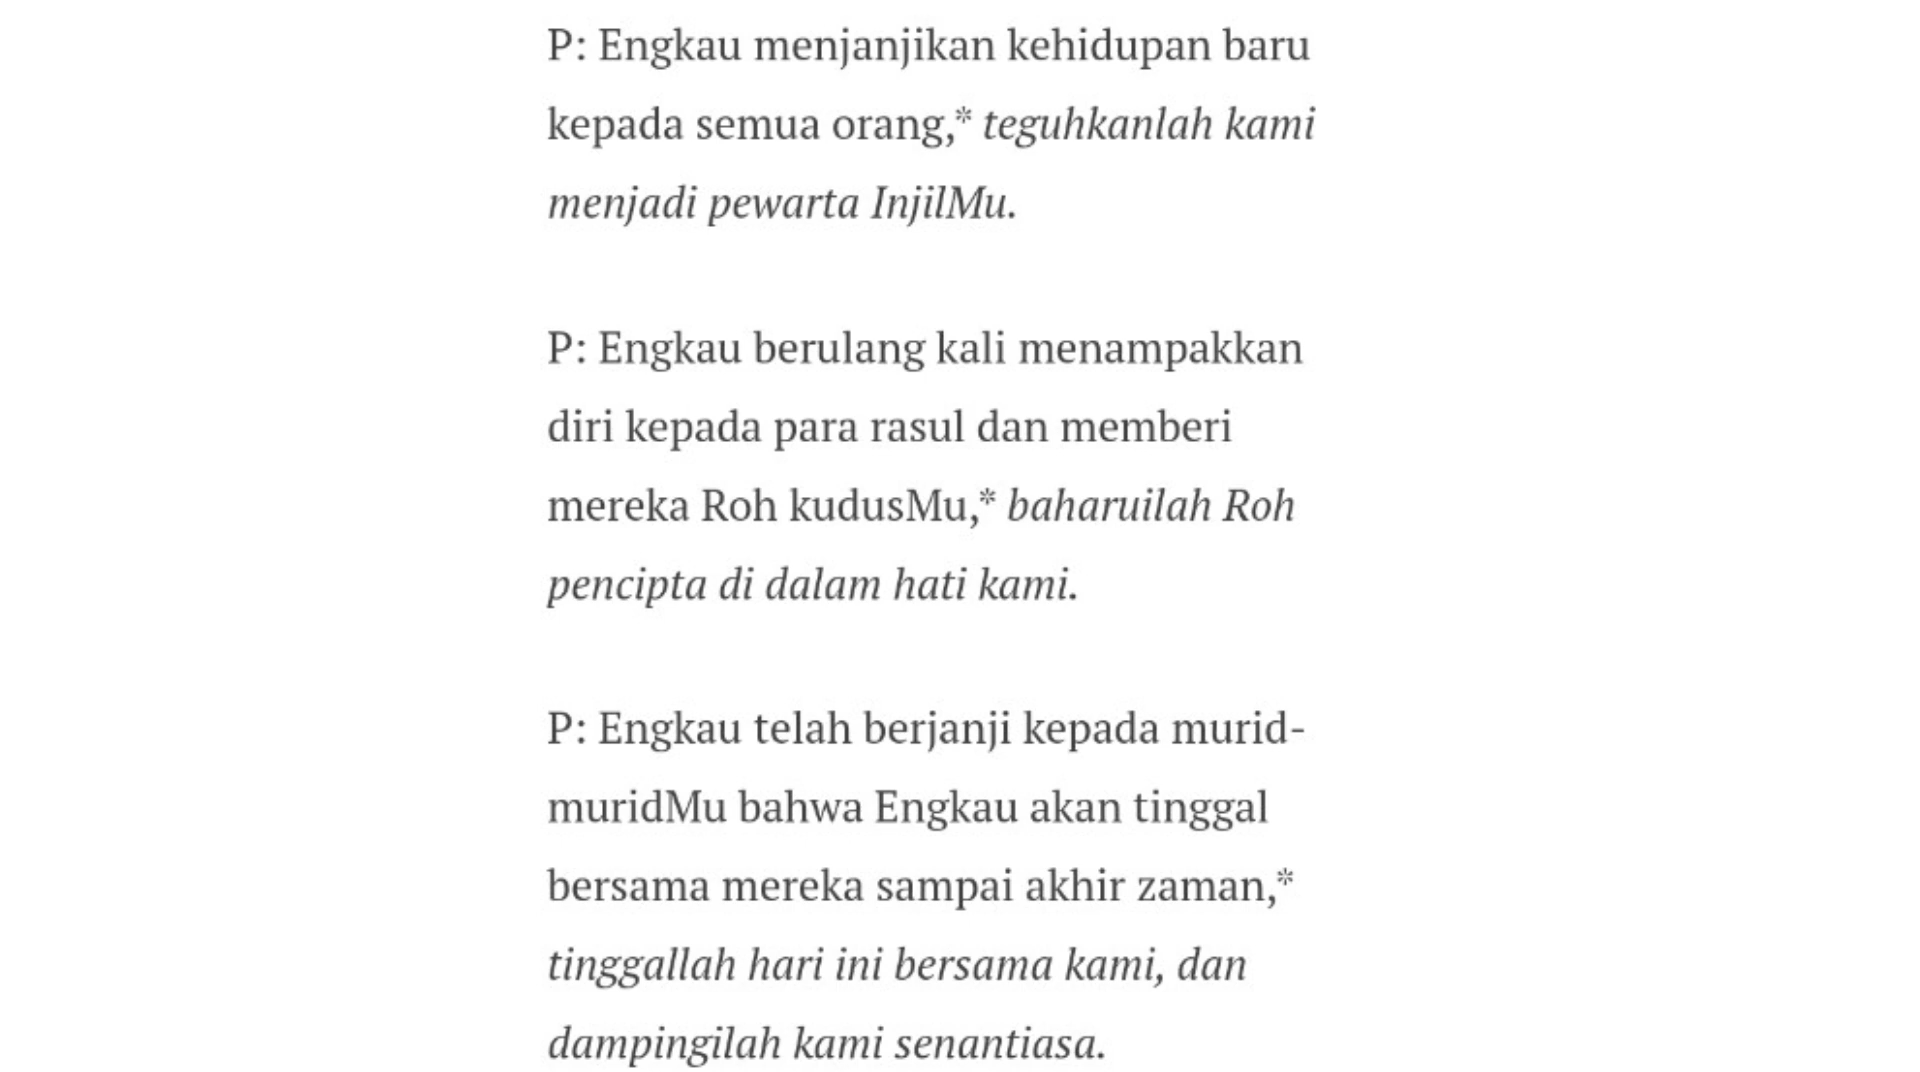 P: Engkau menjanjikan kehidupan baru
kepada semua orang,* teguhkanlah kami
menjadi pewarta InjilMu.
P: Engkau berulang kali menampakkan
diri kepada para rasul dan memberi
mereka Roh kudusMu,* baharuilah Roh
pencipta di dalam hati kami.
P: Engkau telah berjanji kepada murid-
muridMu bahwa Engkau akan tinggal
bersama mereka sampai akhir zaman,*
tinggallah hari ini bersama kami, dan
dampingilah kami senantiasa.